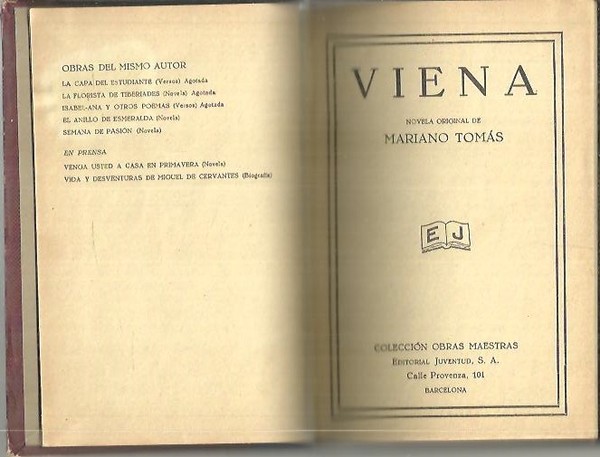 OBRAS DEL MISMO AUTOR
LA CAPA DEL ESTUDIANTE (Versos) Agotada
LA FLORISTA DE TIBERIADES (Novela) Agotada
ISABEL-ANA Y OTROS POEMAS (Versos) Agotada
EL ANILLO DE ESMERALDA (Novela)
SEMANA DE PASIÓN (Novela)
EN PRENSA
VENGA USTED A CASA EN PRIMAVERA (Novela)
VIDA Y DESVENTURAS DE MIGUEL DE CERVANTES (Biografía)
VIENA
NOVELA ORIGINAL DE
MARIANO TOMÁS
E J
COLECCIÓN OBRAS MAESTRAS
EDITORIAL JUVENTUD, S. A.
Calle Provenza, 101
BARCELONA